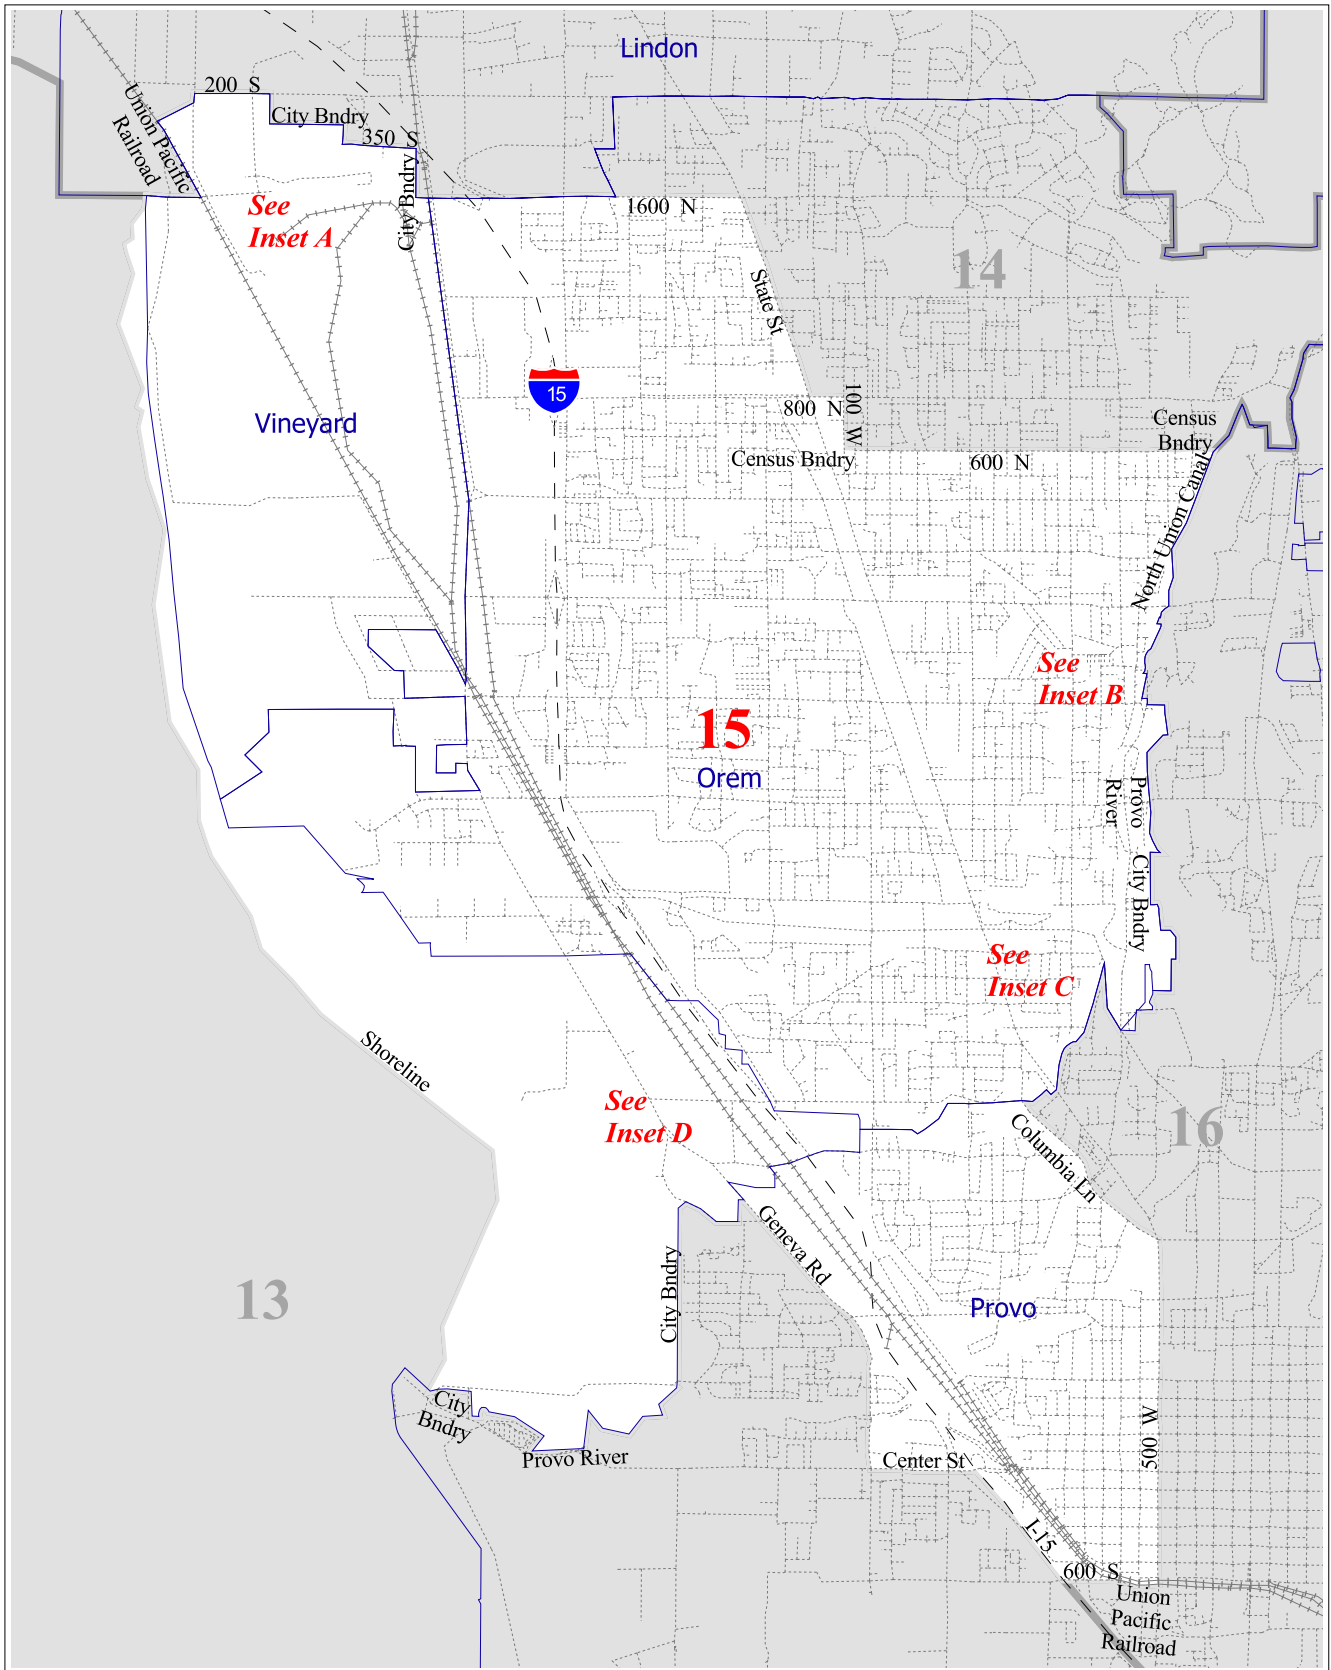 Lindon
200 S
City Bndry
Union Pacific
Railroad
350 S
City Bndry
See
Inset A
1600 N
14
State St
15
Vineyard
800 N
100 W
Census
Bndry
Census Bndry
600 N
North Union Canal
See
Inset B
15
Orem
Provo
River
City Bndry
See
Inset C
Shoreline
See
Inset D
16
Columbia Ln
Geneva Rd
City Bndry
13
Provo
City
Bndry
Provo River
500 W
Center St
I-15
600 S
Union
Pacific
Railroad